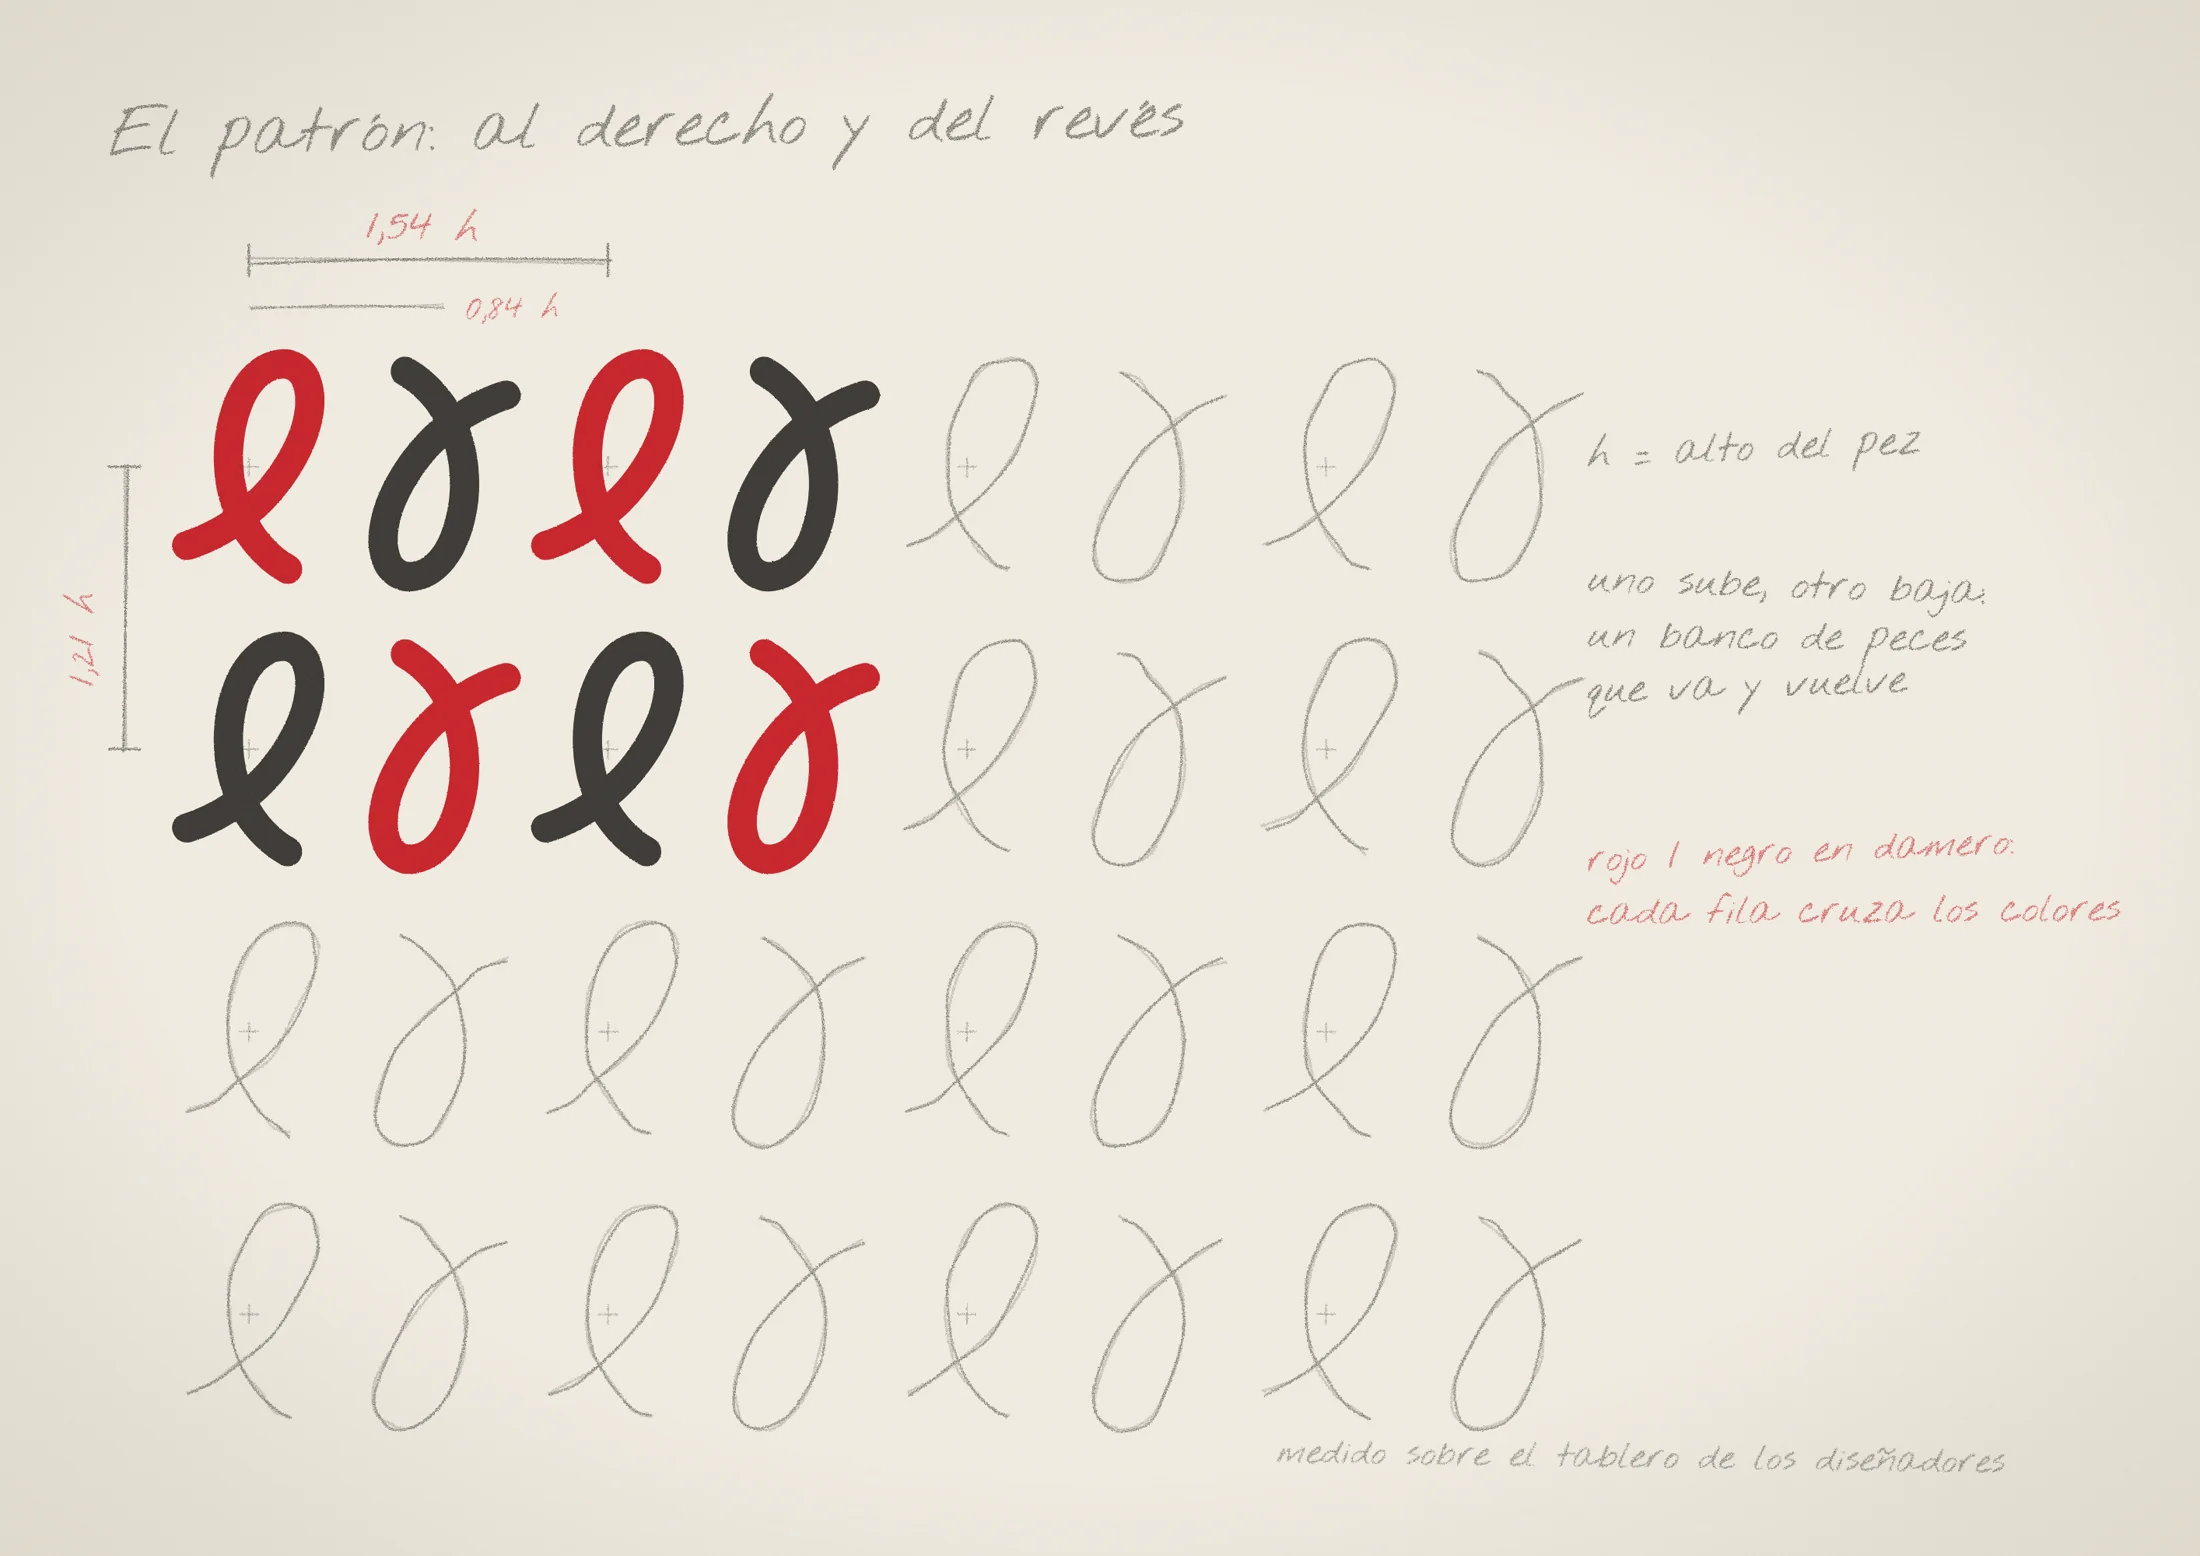 El patrón: al derecho y del revés
1,54 h
0,84 h
h = alto del pez
1,21 h
uno sube, otro baja:
un banco de peces
que va y vuelve
rojo / negro en damero:
cada fila cruza los colores
medido sobre el tablero de los diseñadores